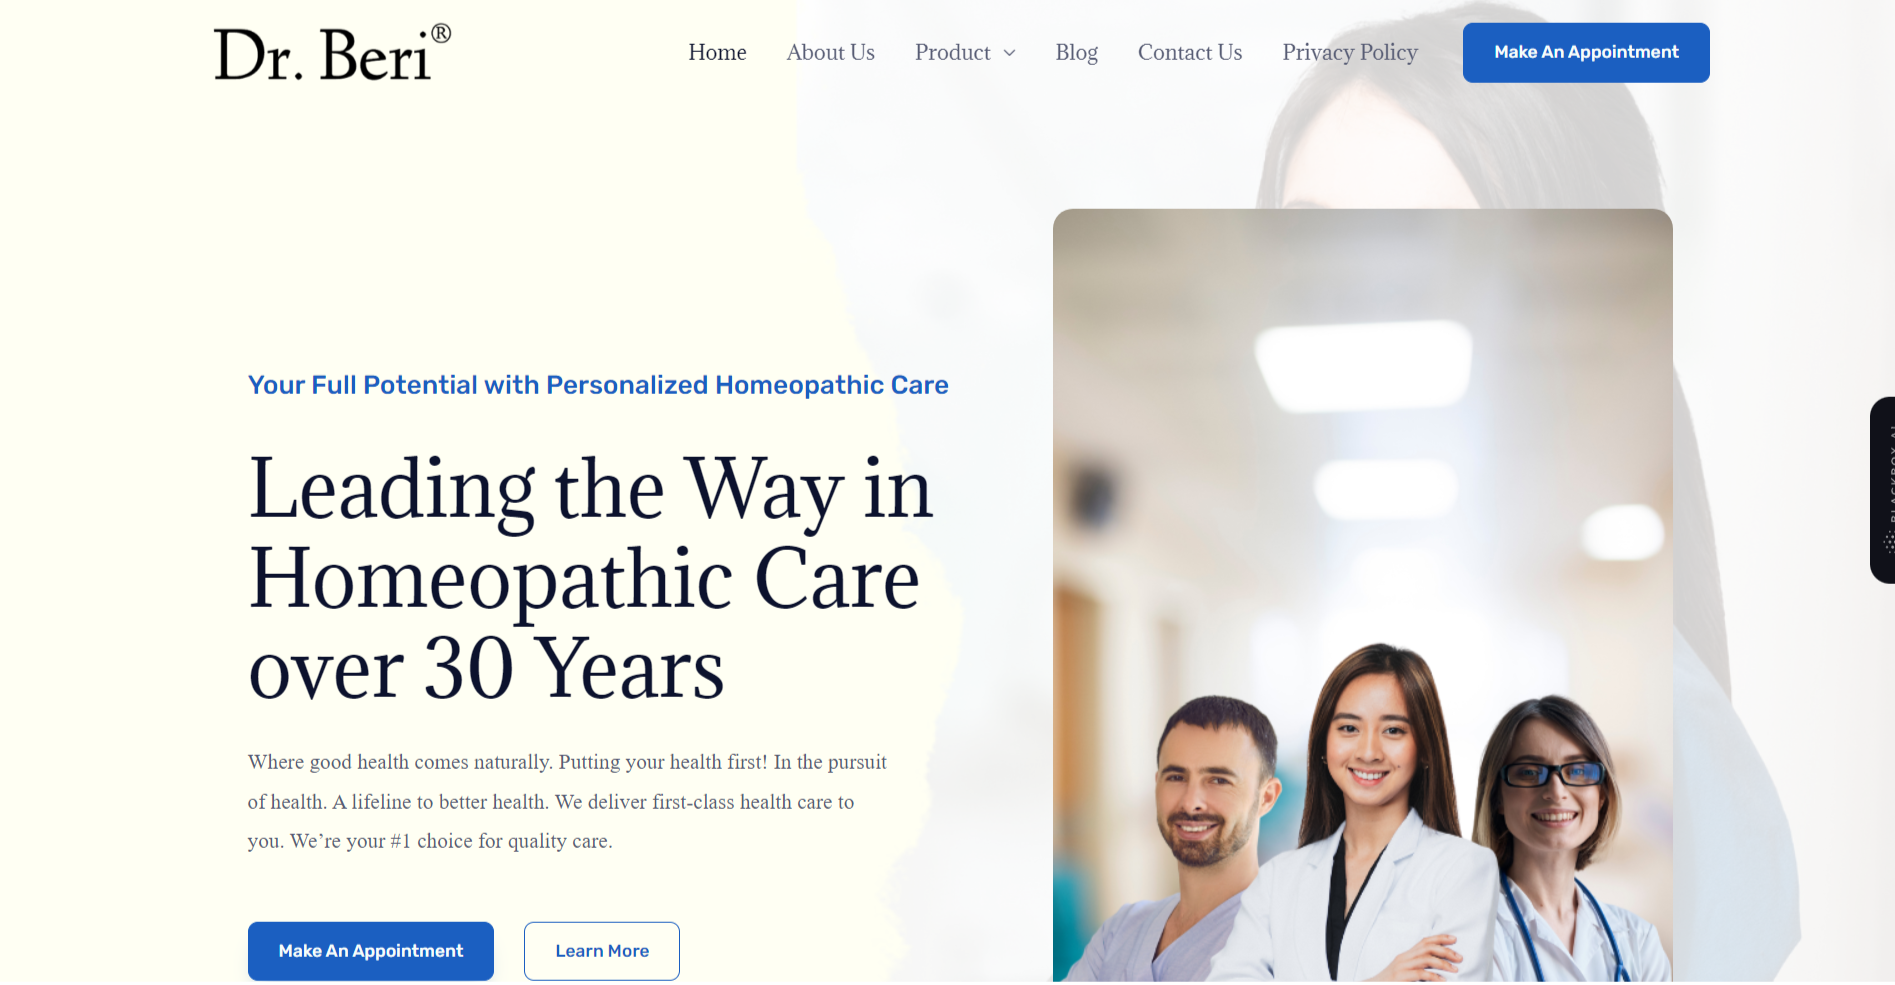 Dr. Beri®
Home
About Us
Product
Blog
Contact Us
Privacy Policy
Make An Appointment
Your Full Potential with Personalized Homeopathic Care
Leading the Way in
Homeopathic Care
over 30 Years
Where good health comes naturally. Putting your health first! In the pursuit
of health. A lifeline to better health. We deliver first-class health care to
you. We’re your #1 choice for quality care.
Make An Appointment
Learn More
BLACKBOX AI